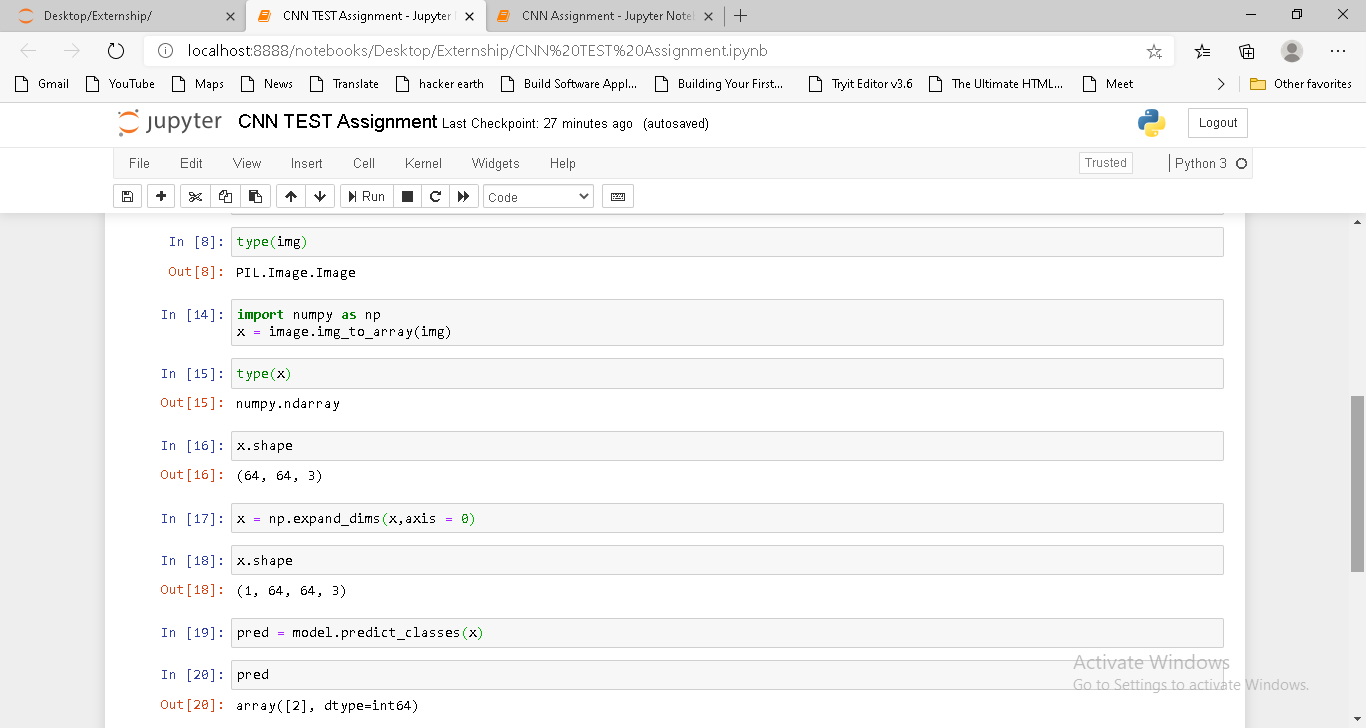 Desktop/Externship/
CNN TEST Assignment - Jupyter
CNN Assignment - Jupyter Note
localhost:8888/notebooks/Desktop/Externship/CNN%20TEST%20Assignment.ipynb
Gmail YouTube Maps News Translate hacker earth Build Software Appl... Building Your First... Tryit Editor v3.6 The Ultimate HTML... Meet Other favorites
jupyter CNN TEST Assignment Last Checkpoint: 27 minutes ago (autosaved) Logout
File Edit View Insert Cell Kernel Widgets Help Trusted Python 3
Run Code
In [8]: type(img)
Out[8]: PIL.Image.Image
In [14]: import numpy as np
x = image.img_to_array(img)
In [15]: type(x)
Out[15]: numpy.ndarray
In [16]: x.shape
Out[16]: (64, 64, 3)
In [17]: x = np.expand_dims(x,axis = 0)
In [18]: x.shape
Out[18]: (1, 64, 64, 3)
In [19]: pred = model.predict_classes(x)
In [20]: pred
Out[20]: array([2], dtype=int64)
Activate Windows
Go to Settings to activate Windows.